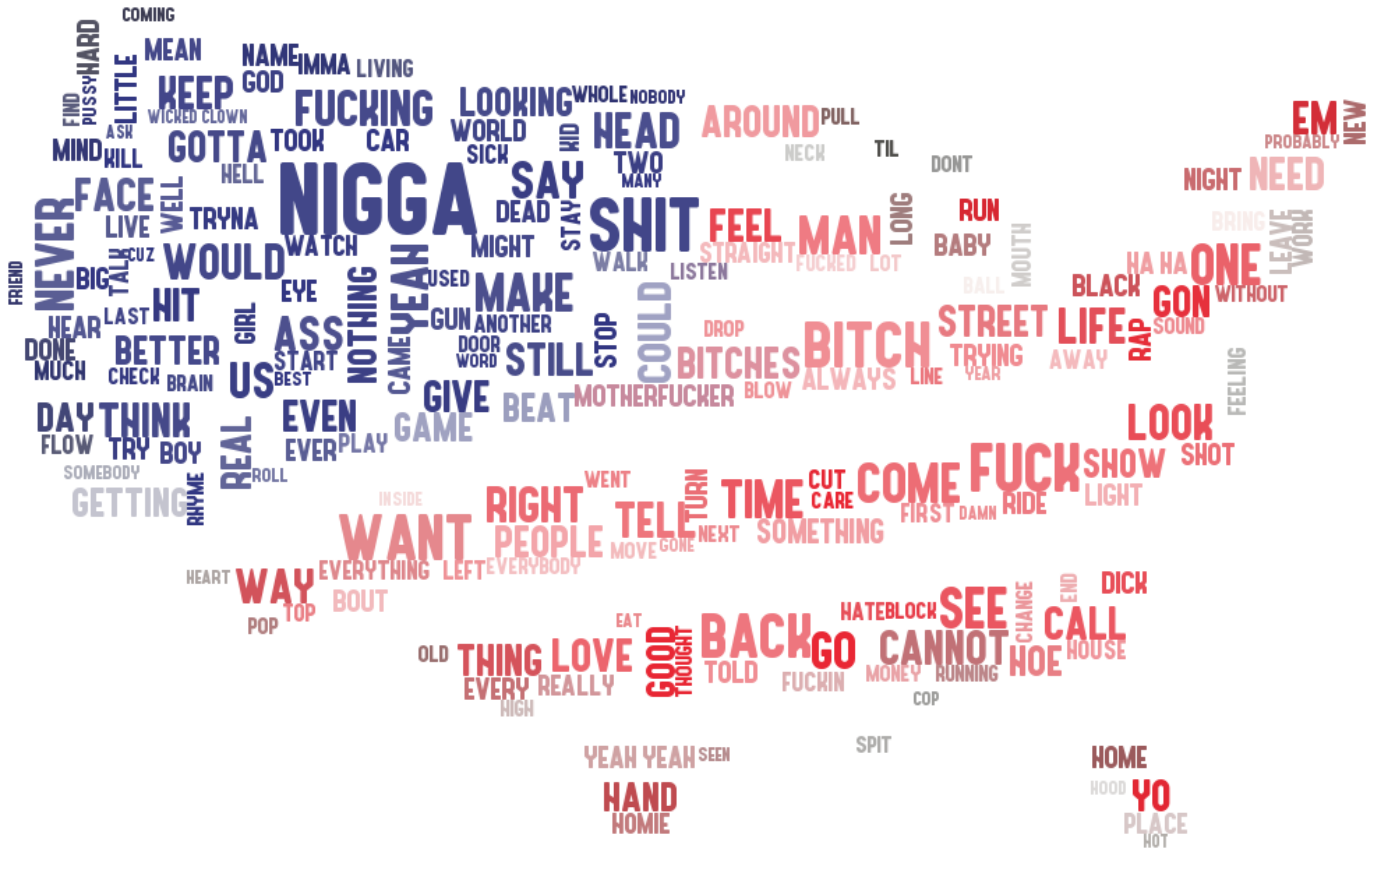 COMING
HARD
MEAN
NAME
IMMA
LIVING
LITTLE
GOD
FIND
PUSSY
KEEP
WICKED CLOWN
FUCKING
LOOKING
WHOLE
NOBODY
AROUND
PULL
EM
NEW
ASK
MIND
KILL
GOTTA
TOOK
CAR
WORLD
SICK
KID
HEAD
NECK
TIL
DONT
PROBABLY
HELL
TWO
MANY
NIGHT
NEED
FACE
WELL
NIGGA
SAY
LIVE
TRYNA
DEAD
STAY
SHIT
FEEL
MAN
LONG
RUN
BRING
LEAVE
WORK
NEVER
TALK
CUZ
WOULD
WATCH
YEAH
MIGHT
WALK
STRAIGHT
FUCKED
LOT
BABY
MOUTH
HA HA
ONE
FRIEND
BIG
EYE
NOTHING
USED
MAKE
LISTEN
BALL
BLACK
GON
WITHOUT
LAST
HIT
HEAR
GIRL
ASS
CAME
GUN
ANOTHER
STOP
COULD
DROP
BITCH
STREET
LIFE
RAP
SOUND
DONE
MUCH
BETTER
START
DOOR
WORD
STILL
BITCHES
TRYING
AWAY
CHECK
BRAIN
US
BEST
ALWAYS
LINE
YEAR
FEELING
GIVE
BEAT
MOTHERFUCKER
BLOW
DAY
THINK
EVEN
GAME
LOOK
FLOW
TRY
BOY
REAL
EVER
PLAY
FUCK
SHOW
SHOT
SOMEBODY
ROLL
GETTING
RHYME
INSIDE
RIGHT
WENT
TURN
TIME
CUT
CARE
COME
LIGHT
WANT
PEOPLE
TELL
NEXT
SOMETHING
FIRST
DAMN
RIDE
MOVE
GONE
HEART
WAY
EVERYTHING
LEFT
EVERYBODY
TOP
BOUT
POP
SEE
CHANGE
END
DICK
HATE
BLOCK
EAT
BACK
GO
CALL
OLD
THING
LOVE
GOOD
THOUGHT
CANNOT
HOE
HOUSE
EVERY
REALLY
TOLD
FUCKIN
MONEY
RUNNING
HIGH
COP
YEAH YEAH
SEEN
SPIT
HOME
HAND
HOMIE
HOOD
YO
PLACE
HOT